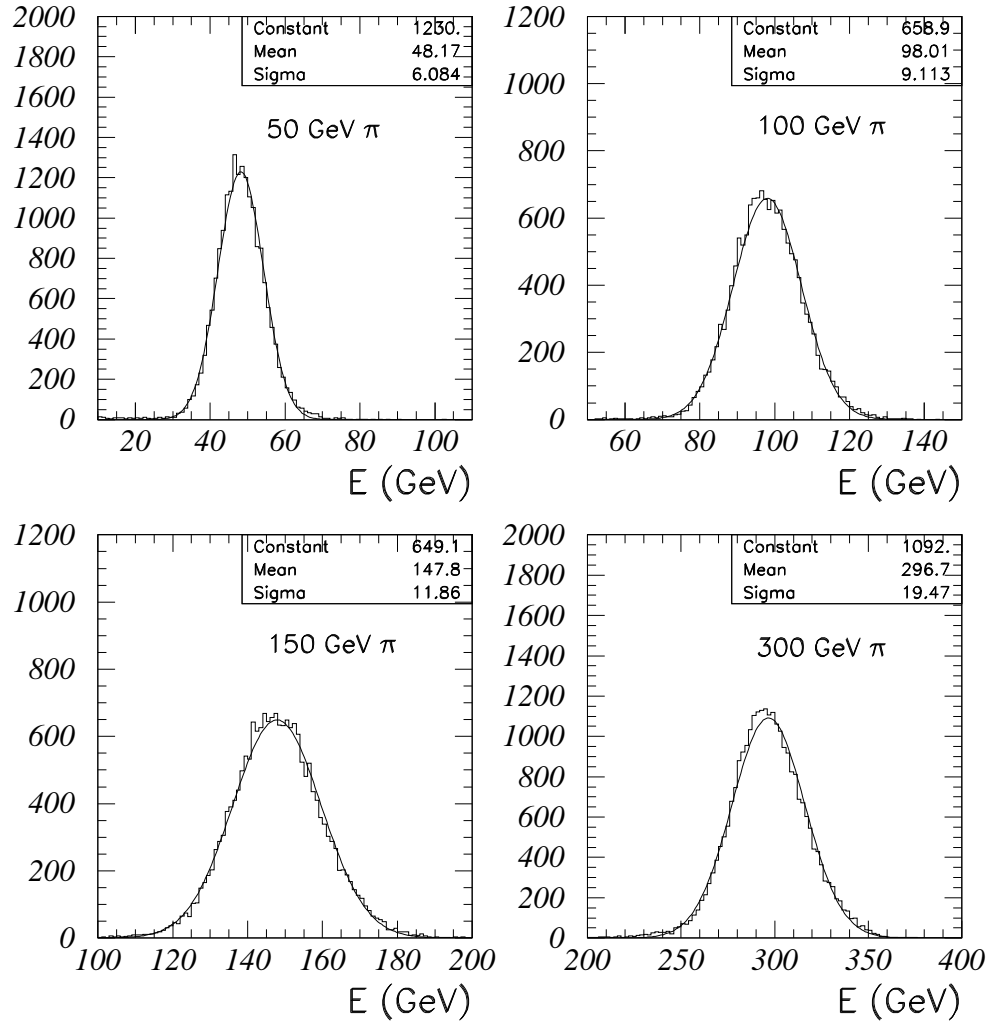 2000
1800
1600
1400
1200
1000
800
600
400
200
0
20 40 60 80 100
Constant 1230.
Mean 48.17
Sigma 6.084
50 GeV π
E (GeV)
1200
1000
800
600
400
200
0
60 80 100 120 140
Constant 658.9
Mean 98.01
Sigma 9.113
100 GeV π
E (GeV)
1200
1000
800
600
400
200
0
100 120 140 160 180 200
Constant 649.1
Mean 147.8
Sigma 11.86
150 GeV π
E (GeV)
2000
1800
1600
1400
1200
1000
800
600
400
200
0
200 250 300 350 400
Constant 1092.
Mean 296.7
Sigma 19.47
300 GeV π
E (GeV)